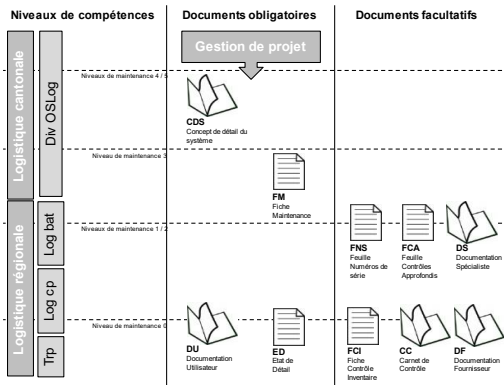 Niveaux de compétences
Documents obligatoires
Documents facultatifs
Gestion de projet
Logistique cantonale
Div OSLog
Niveaux de maintenance 4 / 5
CDS
Concept de détail du
système
Niveau de maintenance 3
FM
Fiche
Maintenance
Logistique régionale
Log bat
Niveaux de maintenance 1 / 2
FNS
Feuille
Numéros de
série
FCA
Feuille
Contrôles
Approfondis
DS
Documentation
Spécialiste
Log cp
Niveau de maintenance 0
Trp
DU
Documentation
Utilisateur
ED
Etat de
Détail
FCI
Fiche
Contrôle
Inventaire
CC
Carnet de
Contrôle
DF
Documentation
Fournisseur